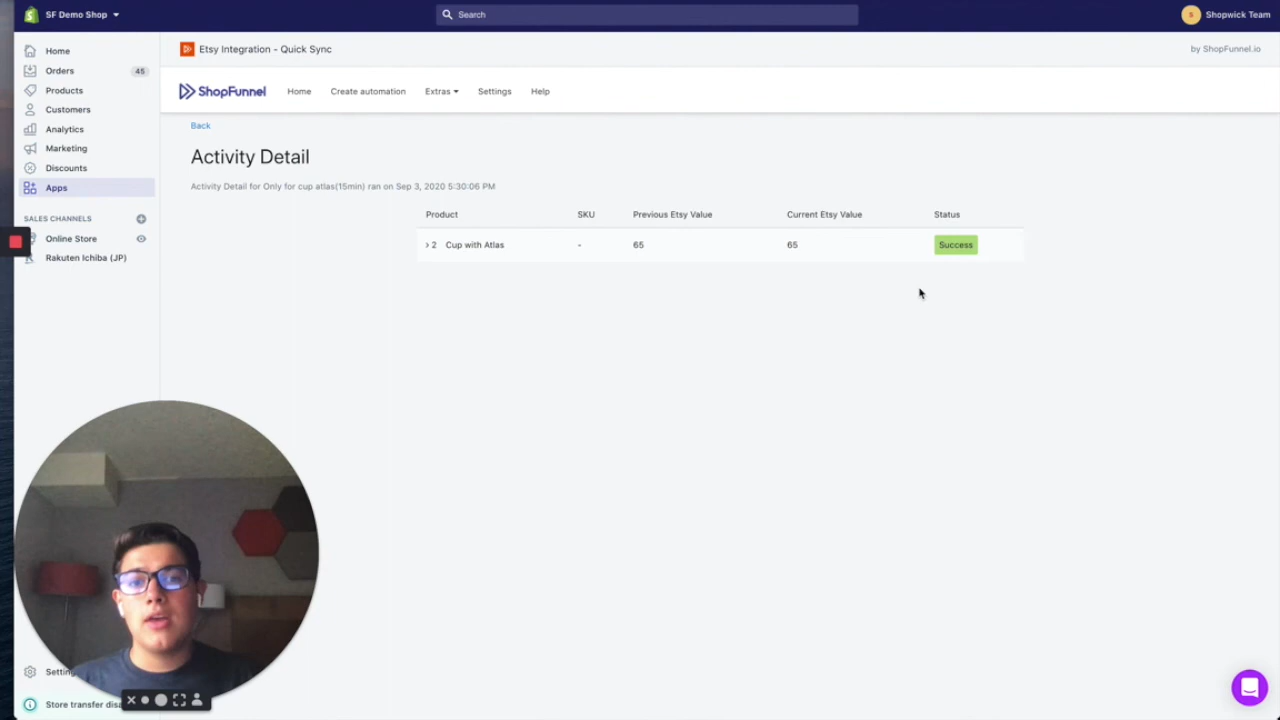 SF Demo Shop
Search
S
Shopwick Team
Home
Orders
45
Products
Customers
Analytics
Marketing
Discounts
Apps
SALES CHANNELS
Online Store
Rakuten Ichiba (JP)
Etsy Integration - Quick Sync
by ShopFunnel.io
ShopFunnel
Home
Create automation
Extras
Settings
Help
Back
Activity Detail
Activity Detail for Only for cup atlas(15min) ran on Sep 3, 2020 5:30:06 PM
Product
SKU
Previous Etsy Value
Current Etsy Value
Status
2
Cup with Atlas
-
65
65
Success
Setting
Store transfer disa